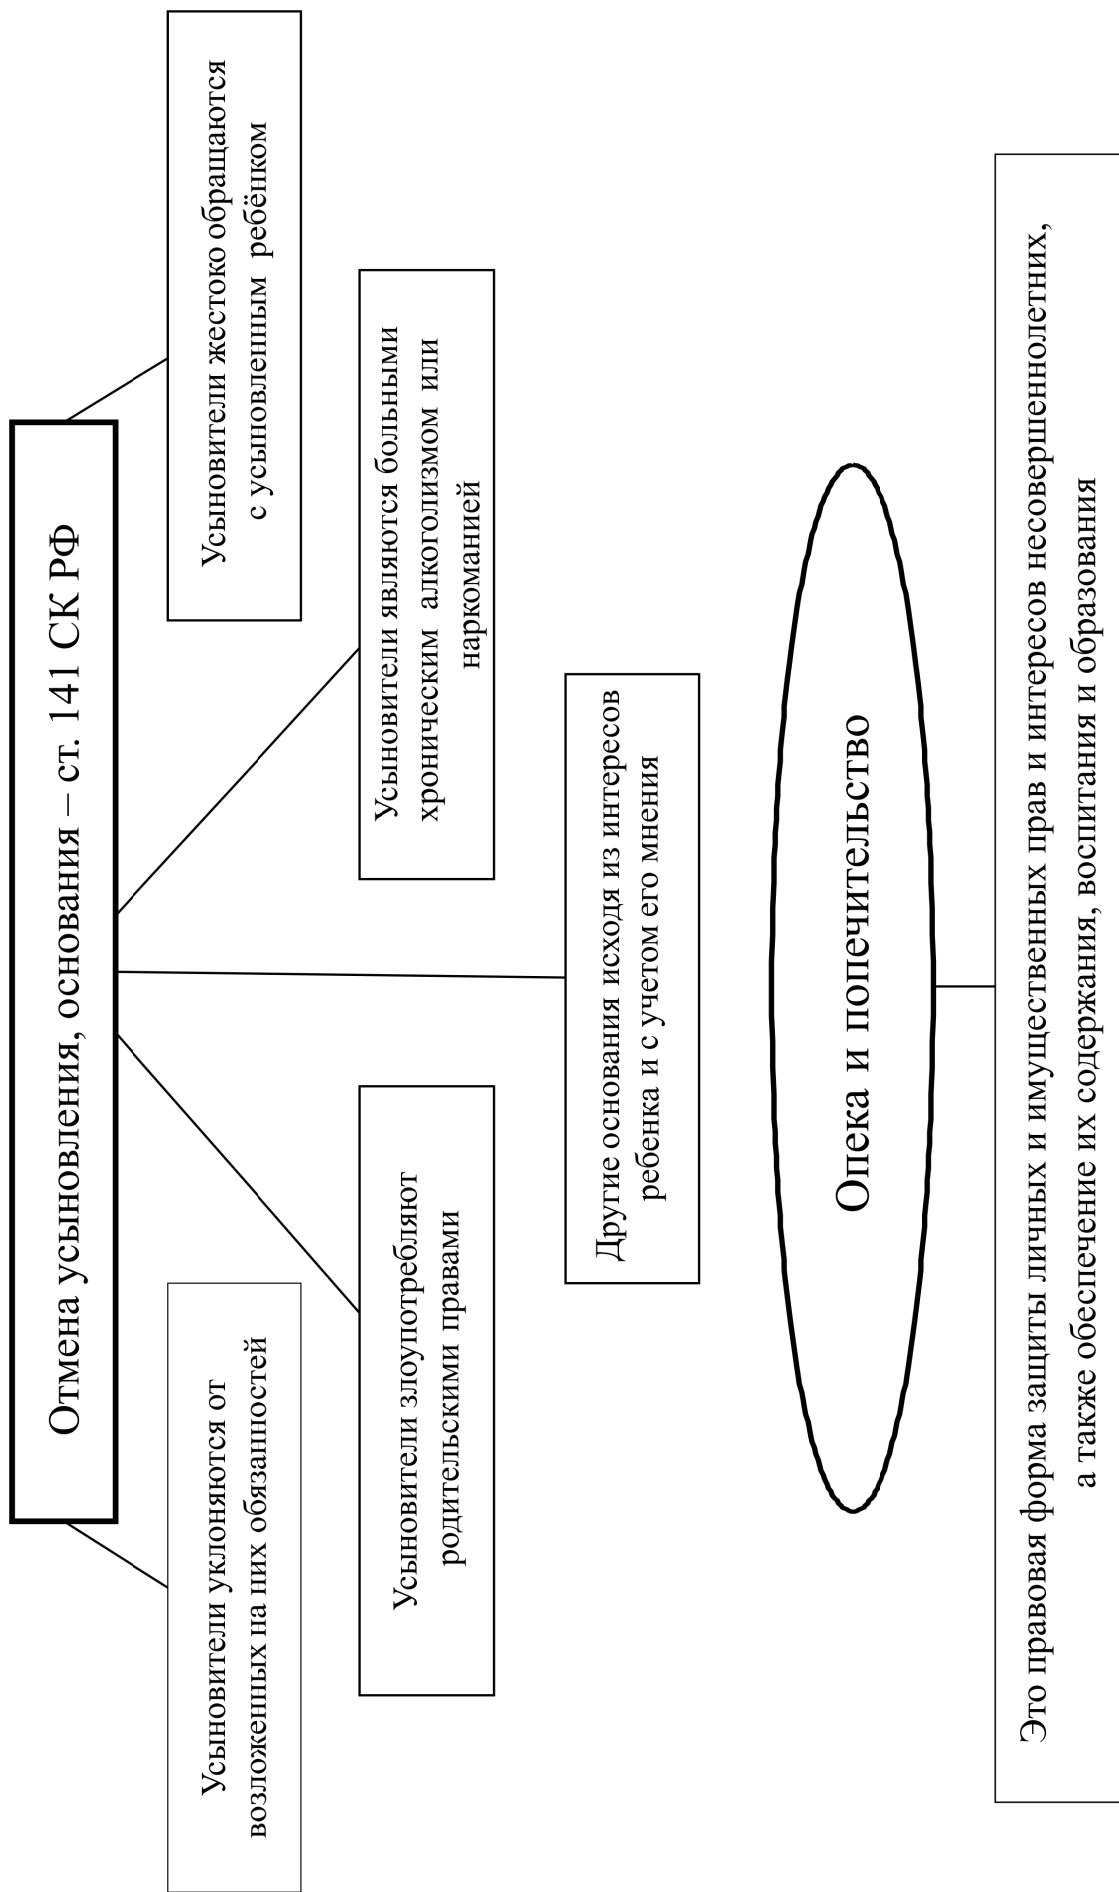 Отмена усыновления, основания – ст. 141 СК РФ
Усыновители уклоняются от
возложенных на них обязанностей
Усыновители жестоко обращаются
с усыновленным ребёнком
Усыновители злоупотребляют
родительскими правами
Усыновители являются больными
хроническим алкоголизмом или
наркоманией
Другие основания исходя из интересов
ребенка и с учетом его мнения
Опека и попечительство
Это правовая форма защиты личных и имущественных прав и интересов несовершеннолетних,
а также обеспечение их содержания, воспитания и образования